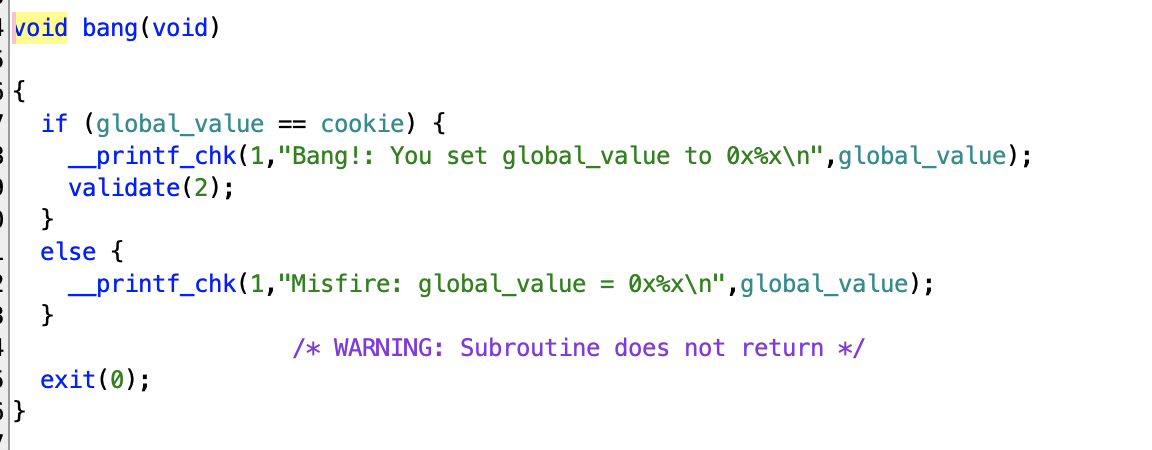 void bang(void)
{
if (global_value == cookie) {
__printf_chk(1,"Bang!: You set global_value to 0x%x\n",global_value);
validate(2);
}
else {
__printf_chk(1,"Misfire: global_value = 0x%x\n",global_value);
}
/* WARNING: Subroutine does not return */
exit(0);
}